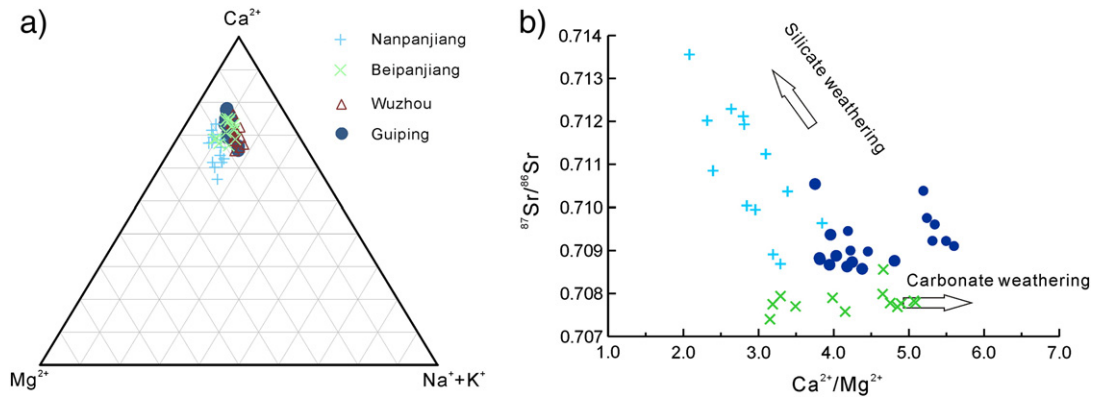 a)
Ca²⁺
Nanpanjiang
Beipanjiang
Wuzhou
Guiping
Mg²⁺
Na⁺+K⁺
b)
0.714
0.713
0.712
0.711
0.710
0.709
0.708
0.707
⁸⁷Sr/⁸⁶Sr
Silicate weathering
Carbonate weathering
1.0 2.0 3.0 4.0 5.0 6.0 7.0
Ca²⁺/Mg²⁺